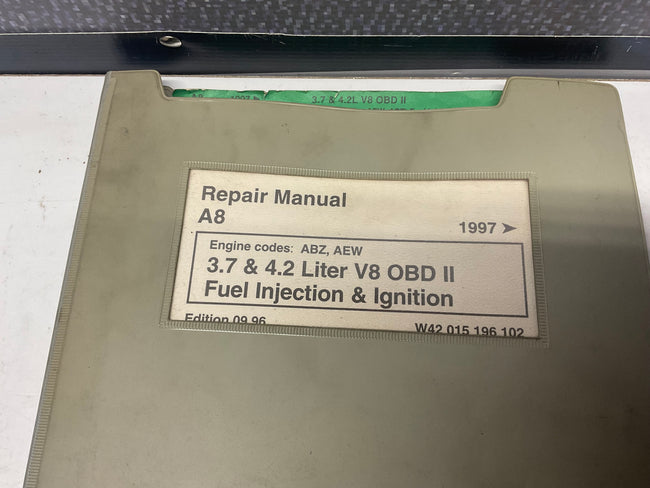 1997 ➤
3.7 & 4.2L V8 OBD II
Repair Manual
A8
1997 ➤
Engine codes: ABZ, AEW
3.7 & 4.2 Liter V8 OBD II
Fuel Injection & Ignition
Edition 09.96
W42 015 196 102